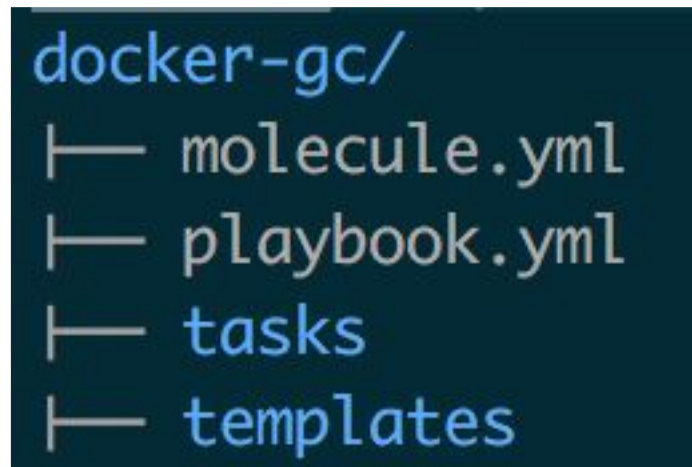 docker-gc/
├── molecule.yml
├── playbook.yml
├── tasks
├── templates